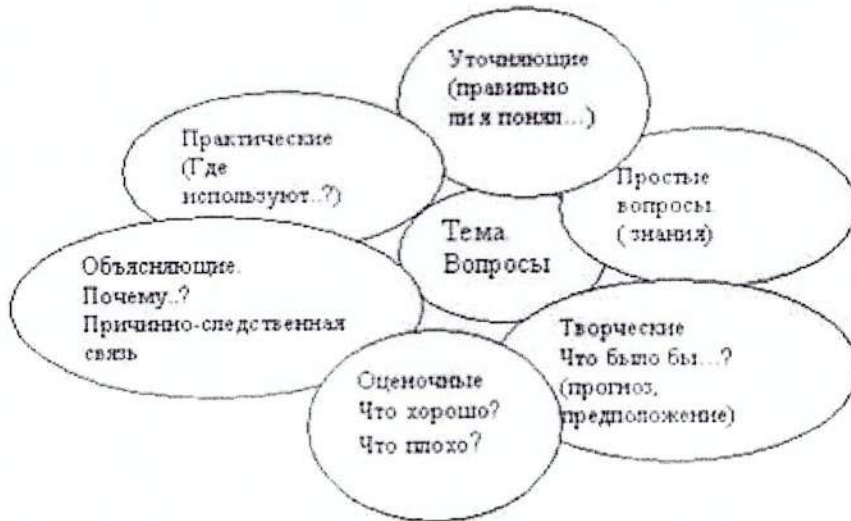 Уточняющие
(правильно
ли я понял...)
Практические
(Где
используют..?)
Простые
вопросы.
( знания)
Тема.
Вопросы
Объясняющие.
Почему..?
Причинно-следственная
связь
Творческие
Что было бы...?
(прогноз,
предположение)
Оценочные
Что хорошо?
Что плохо?